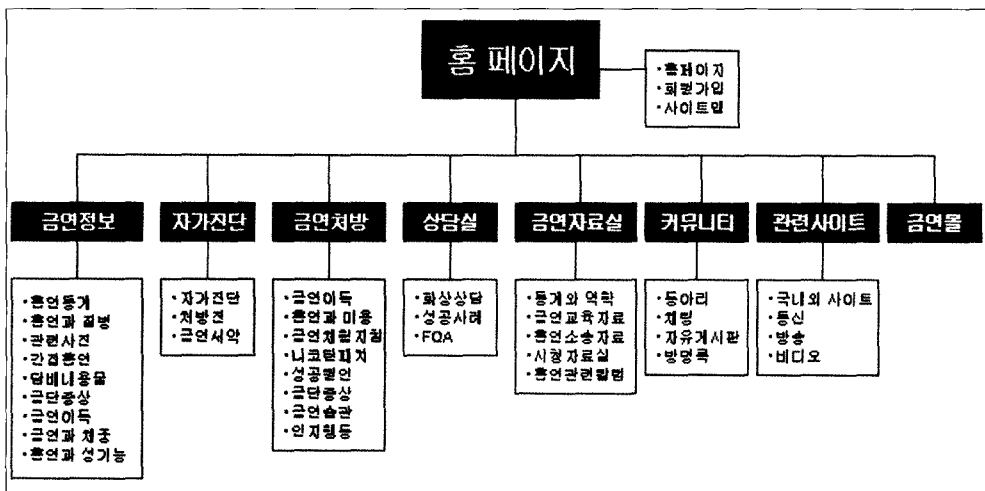 홈 페이지
·홈페이지
·회원가입
·사이트맵
금연정보
자가진단
금연처방
상담실
금연자료실
커뮤니티
관련사이트
금연몰
·흡연통계
·흡연과 질병
·관련사진
·간접흡연
·담배내용물
·금단증상
·금연이득
·금연과 체중
·흡연과 성기능
·자가진단
·처방전
·금연서약
·금연이득
·흡연과 미용
·금연체험지침
·니코틴패치
·성공원인
·금단증상
·금연습관
·인지행동
·화상상담
·성공사례
·FOA
·통계와 역학
·금연교육자료
·흡연소송자료
·시청자료실
·흡연관련칼럼
·동아리
·채팅
·자유게시판
·방명록
·국내외 사이트
·통신
·방송
·비디오